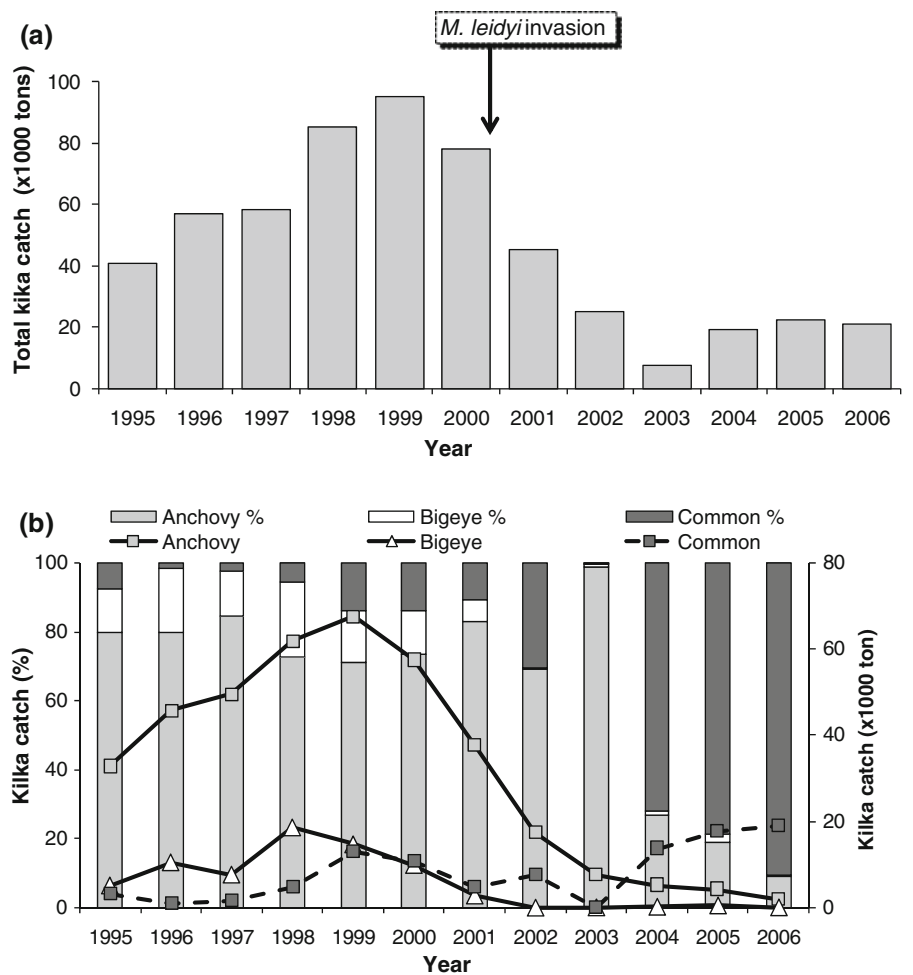 (a)
M. leidyi invasion
Total kika catch (x1000 tons)
100
80
60
40
20
0
1995 1996 1997 1998 1999 2000 2001 2002 2003 2004 2005 2006
Year
(b)
Anchovy % Bigeye % Common %
Anchovy Bigeye Common
Kilka catch (%)
100
80
60
40
20
0
Kilka catch (x1000 ton)
80
60
40
20
0
1995 1996 1997 1998 1999 2000 2001 2002 2003 2004 2005 2006
Year